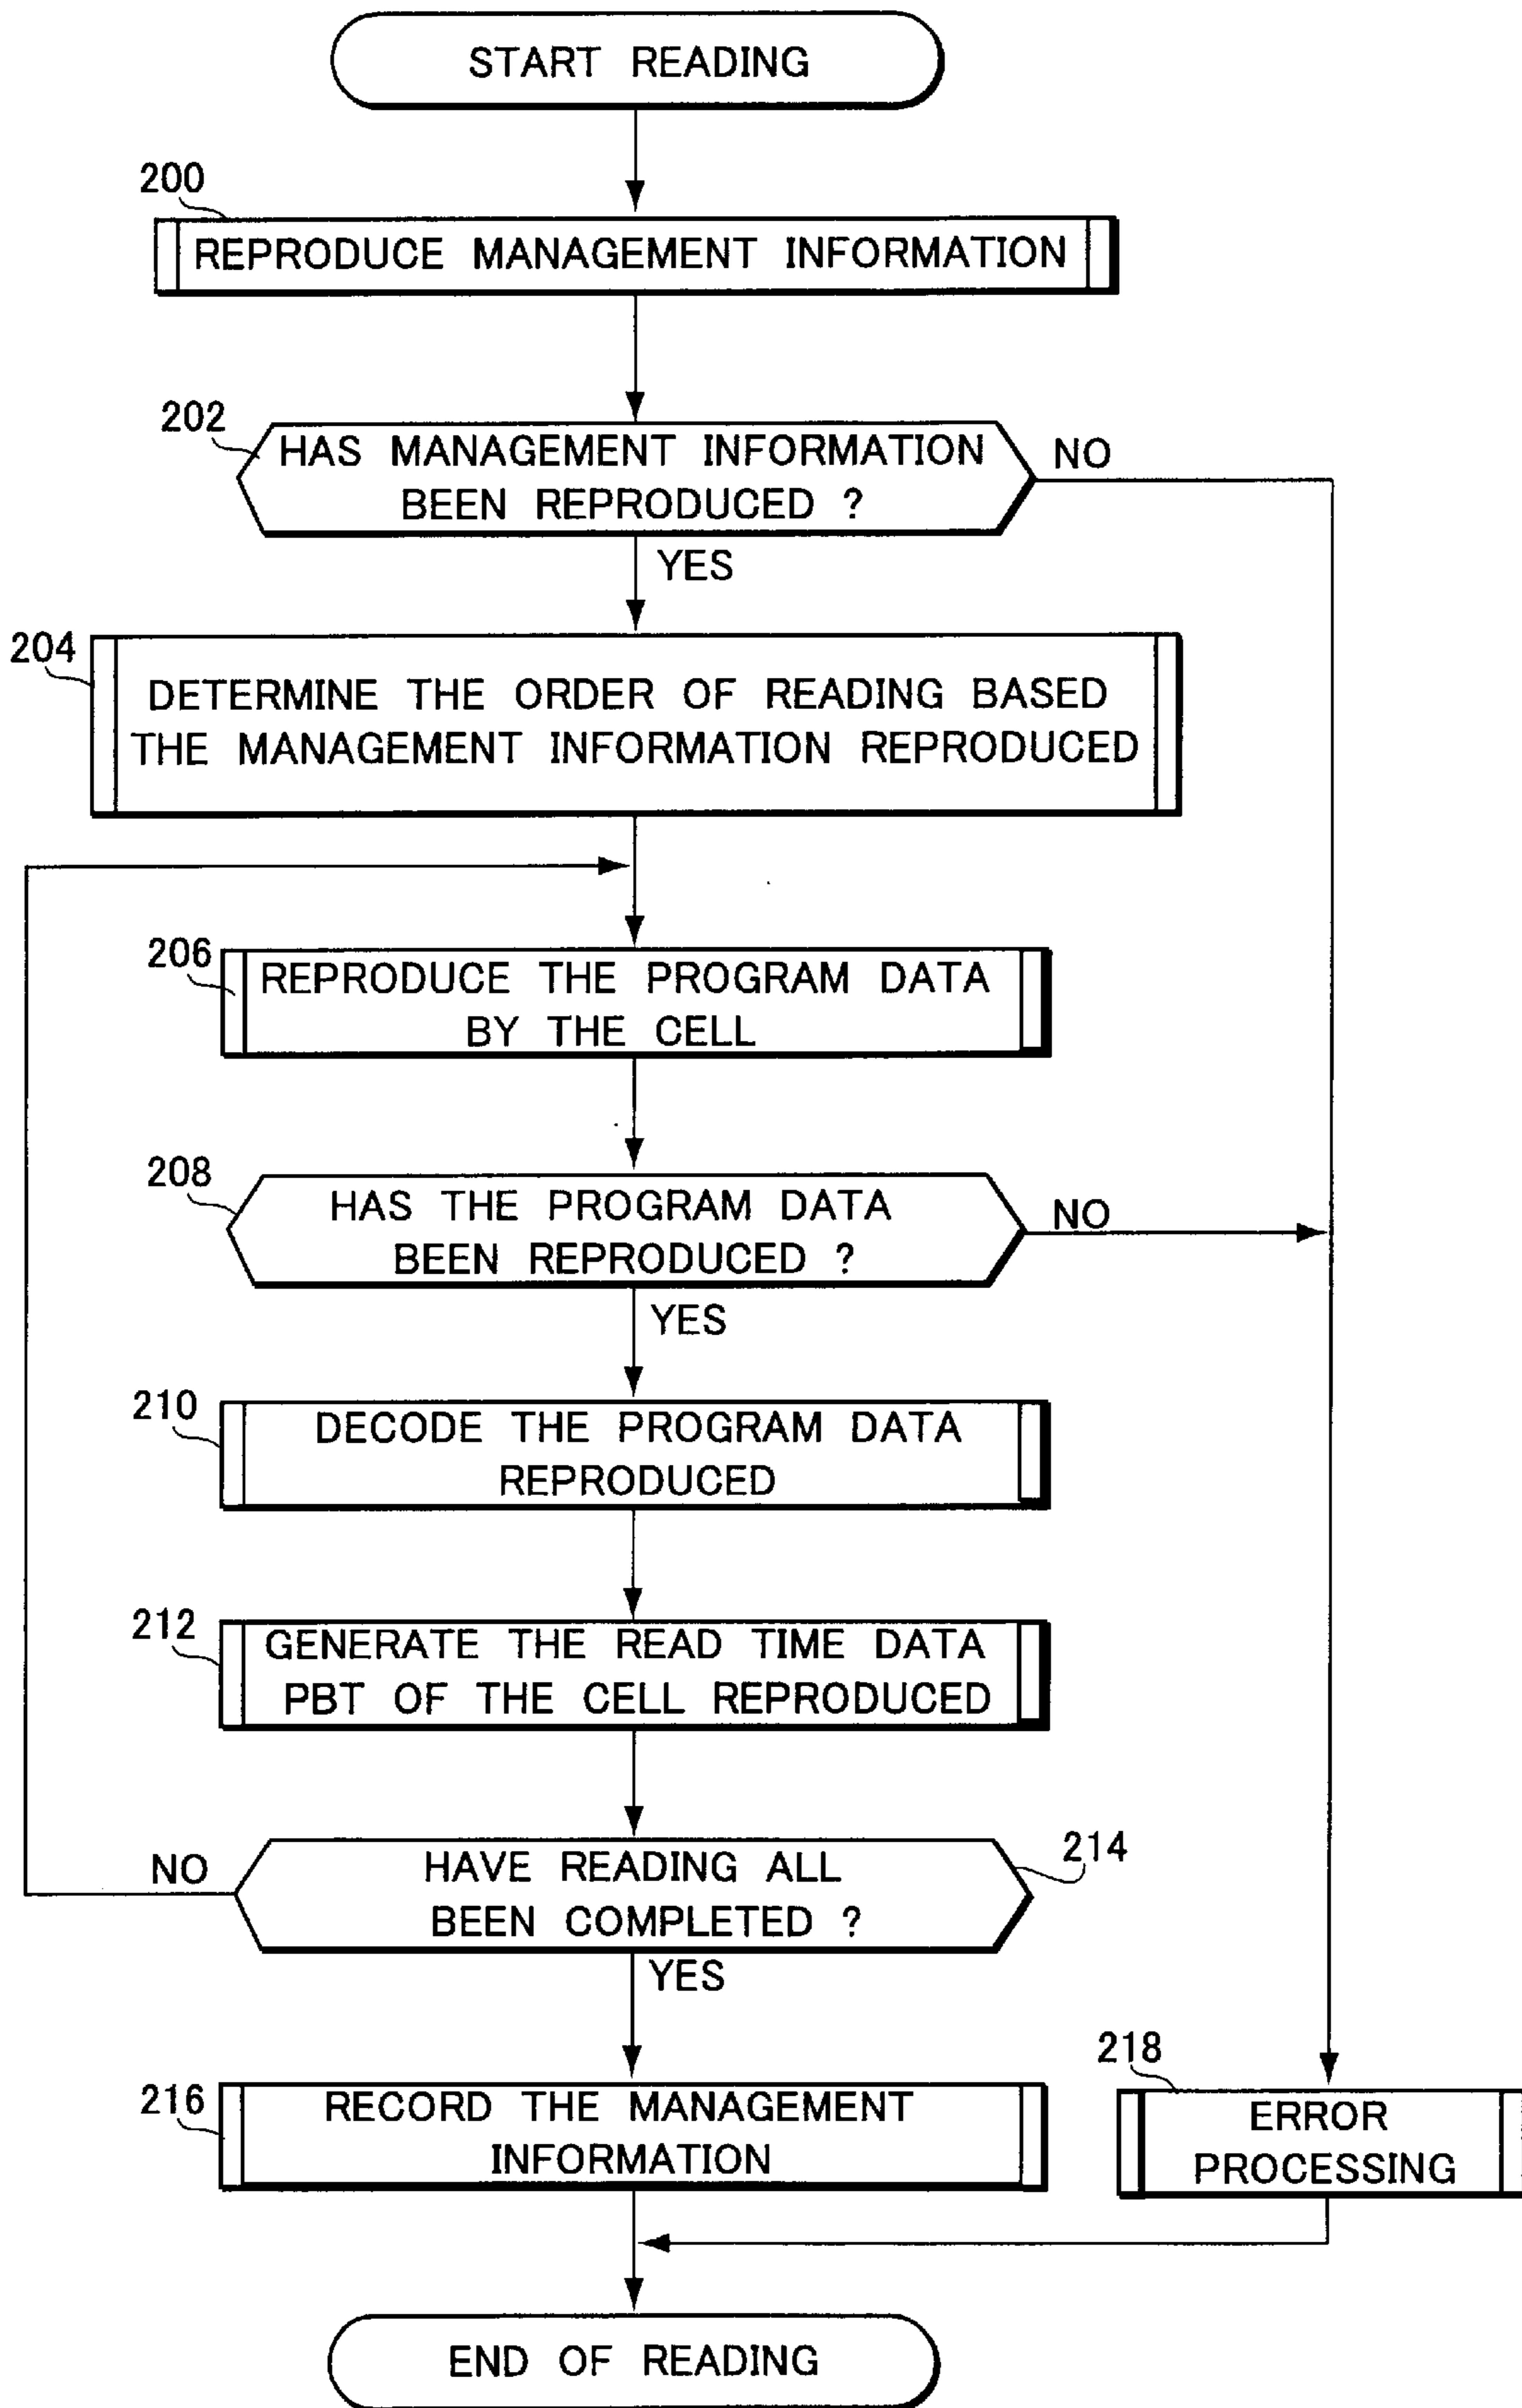 START READING
200
REPRODUCE MANAGEMENT INFORMATION
202
HAS MANAGEMENT INFORMATION
BEEN REPRODUCED ?
NO
YES
204
DETERMINE THE ORDER OF READING BASED
THE MANAGEMENT INFORMATION REPRODUCED
206
REPRODUCE THE PROGRAM DATA
BY THE CELL
208
HAS THE PROGRAM DATA
BEEN REPRODUCED ?
NO
YES
210
DECODE THE PROGRAM DATA
REPRODUCED
212
GENERATE THE READ TIME DATA
PBT OF THE CELL REPRODUCED
NO
HAVE READING ALL
BEEN COMPLETED ?
214
YES
216
RECORD THE MANAGEMENT
INFORMATION
218
ERROR
PROCESSING
END OF READING